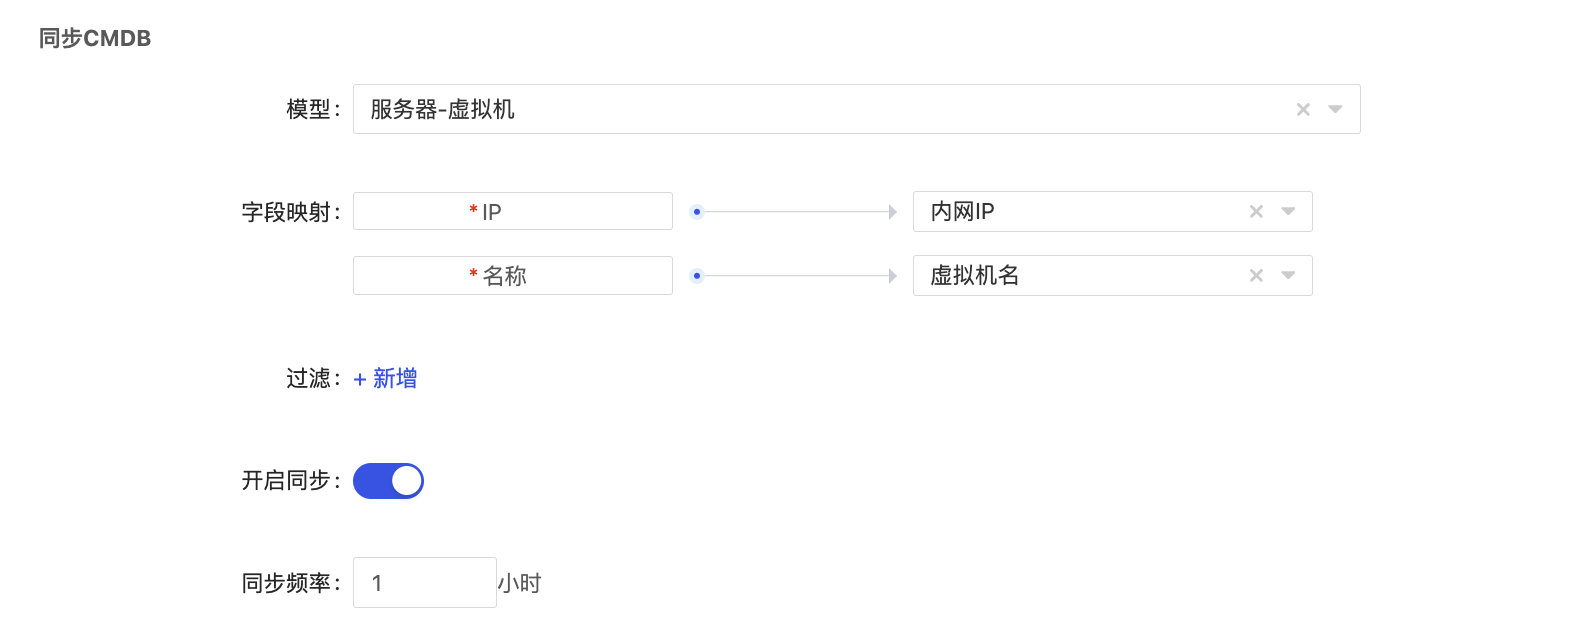 同步CMDB
模型: 服务器-虚拟机
字段映射: * IP 内网IP
* 名称 虚拟机名
过滤: + 新增
开启同步:
同步频率: 1 小时